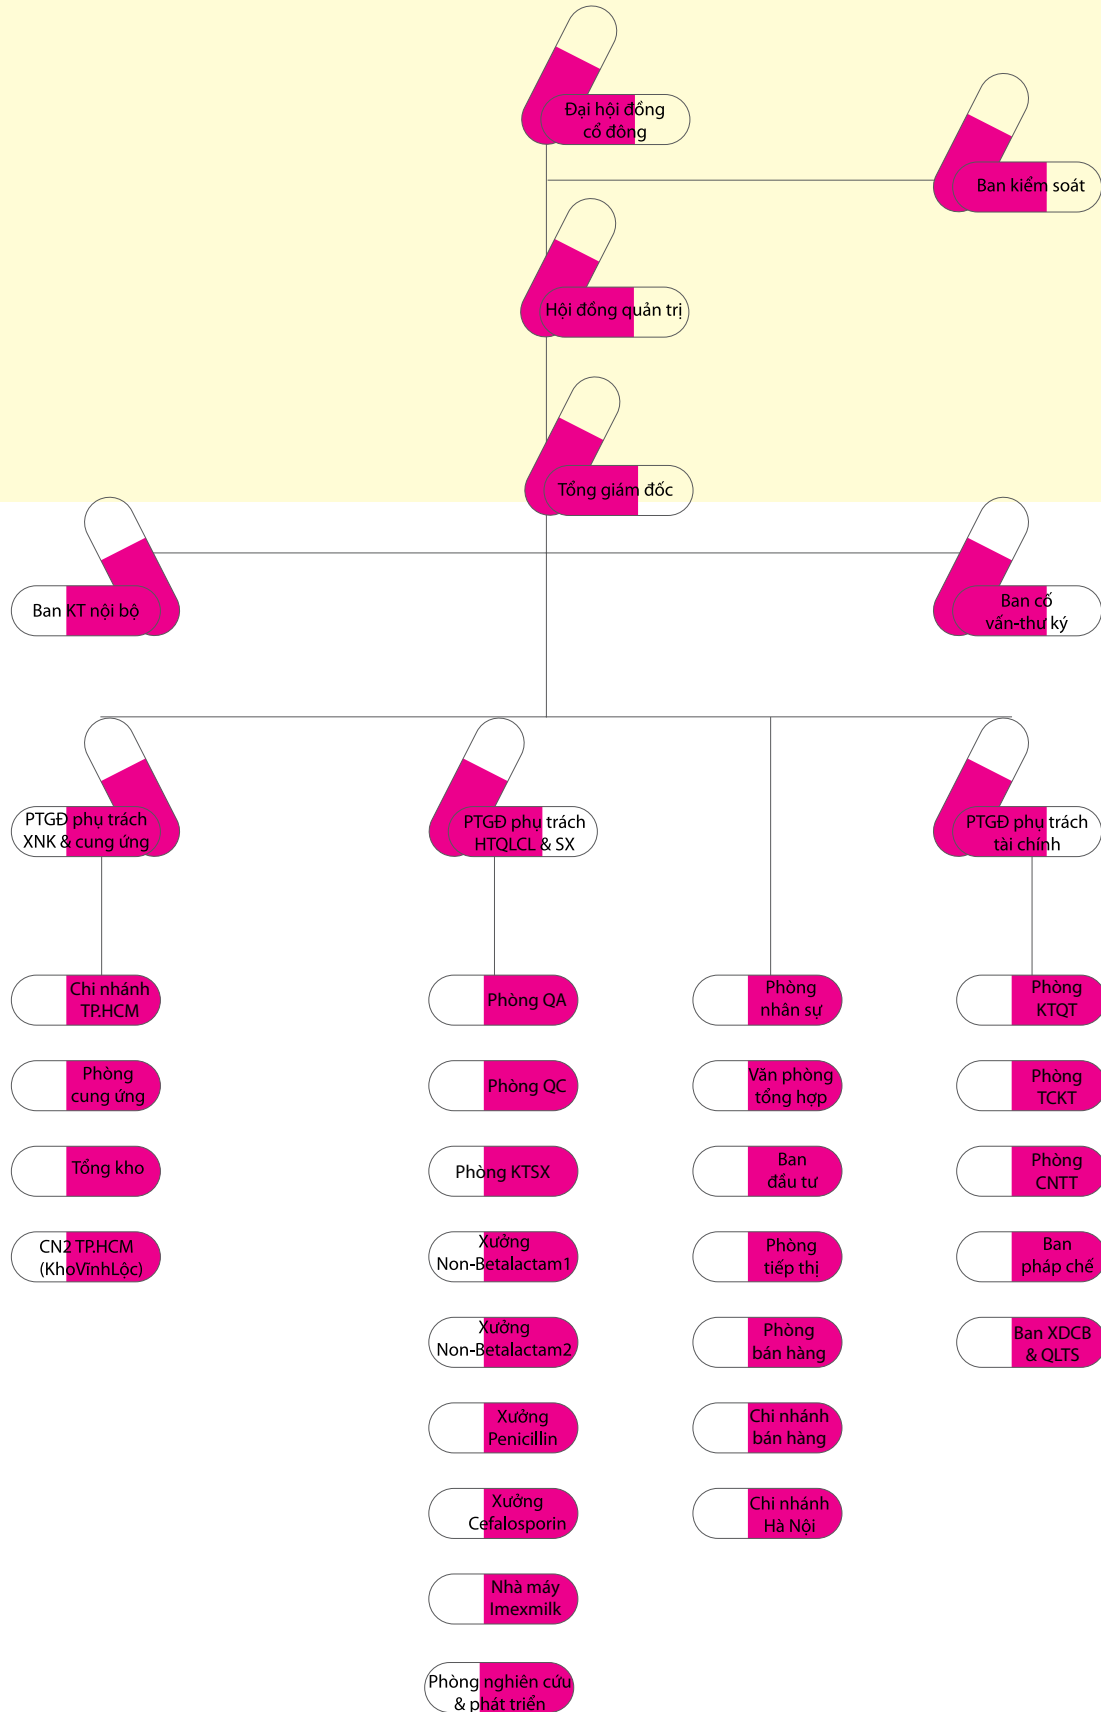 Đại hội đồng
cổ đông
Ban kiểm soát
Hội đồng quản trị
Tổng giám đốc
Ban KT nội bộ
Ban cố
vấn-thư ký
PTGĐ phụ trách
XNK & cung ứng
PTGĐ phụ trách
HTQLCL & SX
PTGĐ phụ trách
tài chính
Chi nhánh
TP.HCM
Phòng
cung ứng
Tổng kho
CN2 TP.HCM
(KhoVĩnhLộc)
Phòng QA
Phòng QC
Phòng KTSX
Xưởng
Non-Betalactam1
Xưởng
Non-Betalactam2
Xưởng
Penicillin
Xưởng
Cefalosporin
Nhà máy
Imexmilk
Phòng nghiên cứu
& phát triển
Phòng
nhân sự
Văn phòng
tổng hợp
Ban
đầu tư
Phòng
tiếp thị
Phòng
bán hàng
Chi nhánh
bán hàng
Chi nhánh
Hà Nội
Phòng
KTQT
Phòng
TCKT
Phòng
CNTT
Ban
pháp chế
Ban XDCB
& QLTS